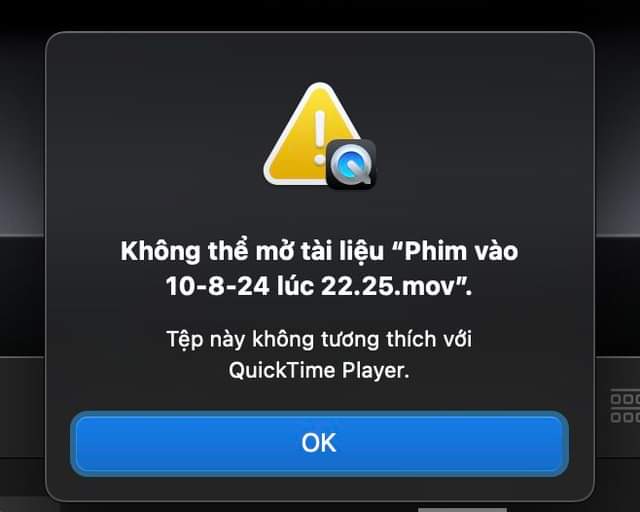 Không thể mở tài liệu “Phim vào
10-8-24 lúc 22.25.mov”.
Tệp này không tương thích với
QuickTime Player.
OK